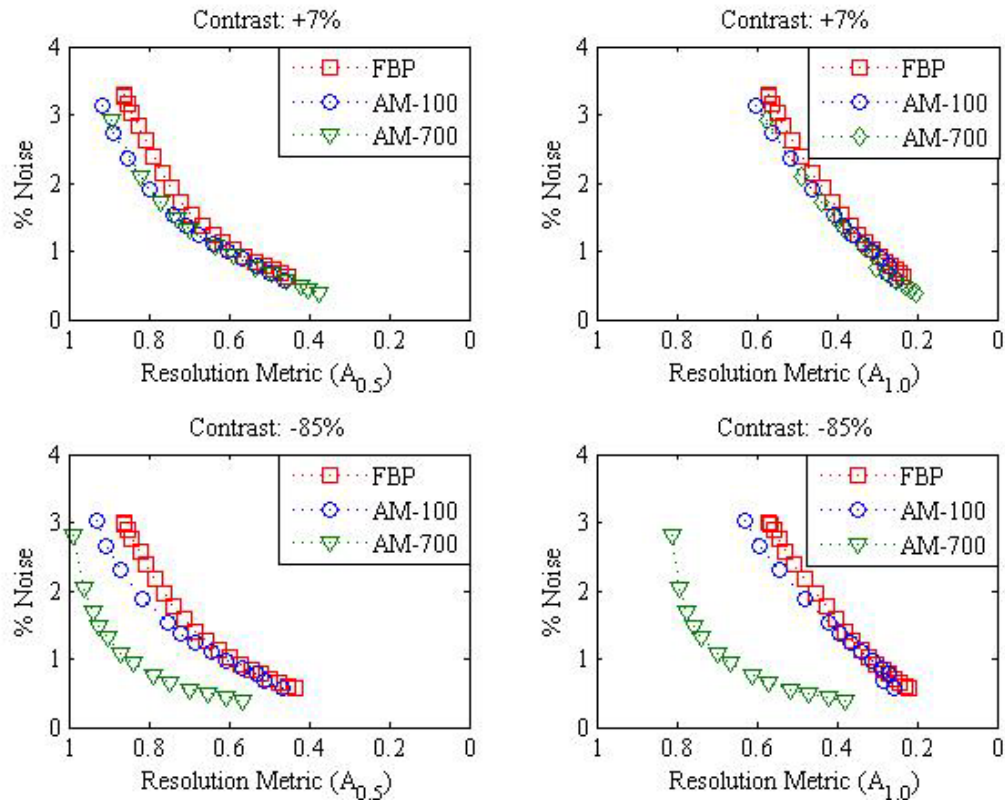 Contrast: +7%
4
3
2
1
0
% Noise
FBP
AM-100
AM-700
1 0.8 0.6 0.4 0.2 0
Resolution Metric (A0.5)
Contrast: +7%
4
3
2
1
0
% Noise
FBP
AM-100
AM-700
1 0.8 0.6 0.4 0.2 0
Resolution Metric (A1.0)
Contrast: -85%
4
3
2
1
0
% Noise
FBP
AM-100
AM-700
1 0.8 0.6 0.4 0.2 0
Resolution Metric (A0.5)
Contrast: -85%
4
3
2
1
0
% Noise
FBP
AM-100
AM-700
1 0.8 0.6 0.4 0.2 0
Resolution Metric (A1.0)